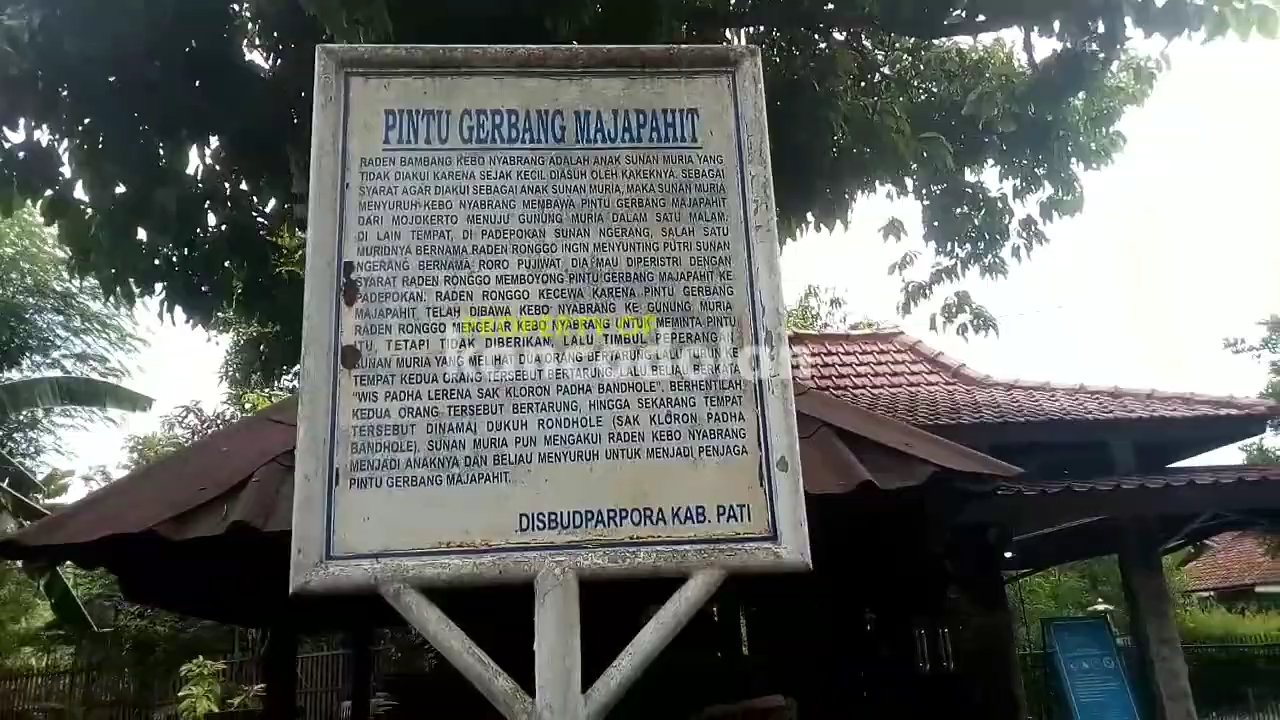 PINTU GERBANG MAJAPAHIT
RADEN BAMBANG KEBO NYABRANG ADALAH ANAK SUNAN MURIA YANG
TIDAK DIAKUI KARENA SEJAK KECIL DIASUH OLEH KAKEKNYA. SEBAGAI
SYARAT AGAR DIAKUI SEBAGAI ANAK SUNAN MURIA, MAKA SUNAN MURIA
MENYURUH KEBO NYABRANG MEMBAWA PINTU GERBANG MAJAPAHIT
DARI MOJOKERTO MENUJU GUNUNG MURIA DALAM SATU MALAM.
DI LAIN TEMPAT, DI PADEPOKAN SUNAN NGERANG, SALAH SATU
MURIDNYA BERNAMA RADEN RONGGO INGIN MENYUNTING PUTRI SUNAN
NGERANG BERNAMA RORO PUJIWAT, DIA MAU DIPERISTRI DENGAN
SYARAT RADEN RONGGO MEMBOYONG PINTU GERBANG MAJAPAHIT KE
PADEPOKAN. RADEN RONGGO KECEWA KARENA PINTU GERBANG
MAJAPAHIT TELAH DIBAWA KEBO NYABRANG KE GUNUNG MURIA
RADEN RONGGO MENGEJAR KEBO NYABRANG UNTUK MEMINTA PINTU
ITU, TETAPI TIDAK DIBERIKAN, LALU TIMBUL PEPERANGAN
SUNAN MURIA YANG MELIHAT DUA ORANG BERTARUNG LALU TURUN KE
TEMPAT KEDUA ORANG TERSEBUT BERTARUNG, LALU BELIAU BERKATA
"WIS PADHA LERENA SAK KLORON PADHA BANDHOLE". BERHENTILAH
KEDUA ORANG TERSEBUT BERTARUNG, HINGGA SEKARANG TEMPAT
TERSEBUT DINAMAI DUKUH RONDHOLE (SAK KLORON PADHA
BANDHOLE). SUNAN MURIA PUN MENGAKUI RADEN KEBO NYABRANG
MENJADI ANAKNYA DAN BELIAU MENYURUH UNTUK MENJADI PENJAGA
PINTU GERBANG MAJAPAHIT.
DISBUDPARPORA KAB. PATI